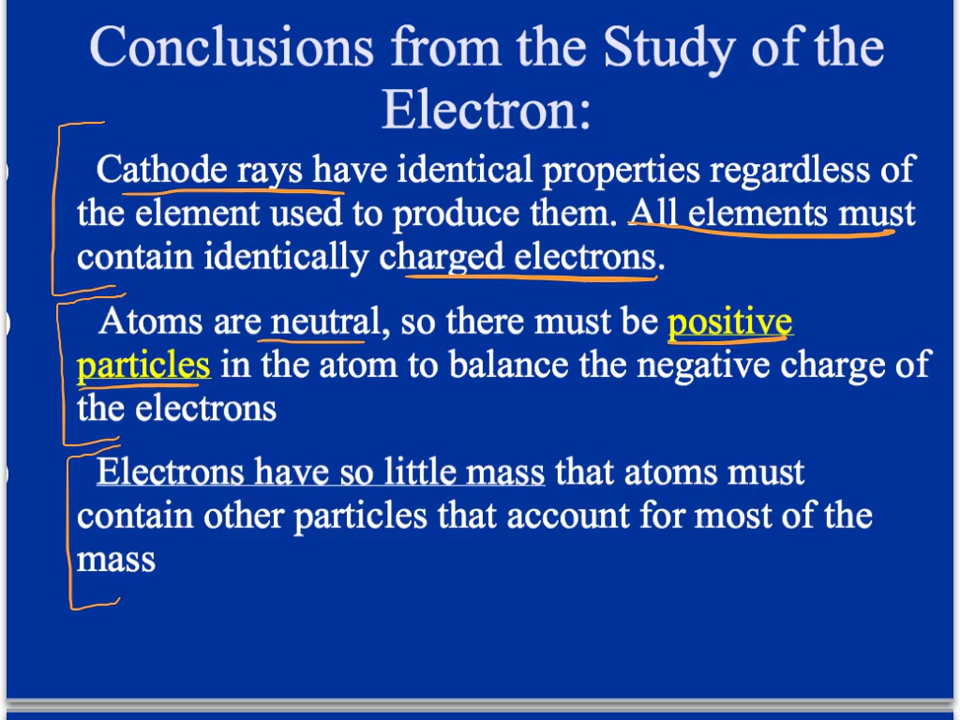 Conclusions from the Study of the
Electron:
Cathode rays have identical properties regardless of
the element used to produce them. All elements must
contain identically charged electrons.
Atoms are neutral, so there must be positive
particles in the atom to balance the negative charge of
the electrons
Electrons have so little mass that atoms must
contain other particles that account for most of the
mass